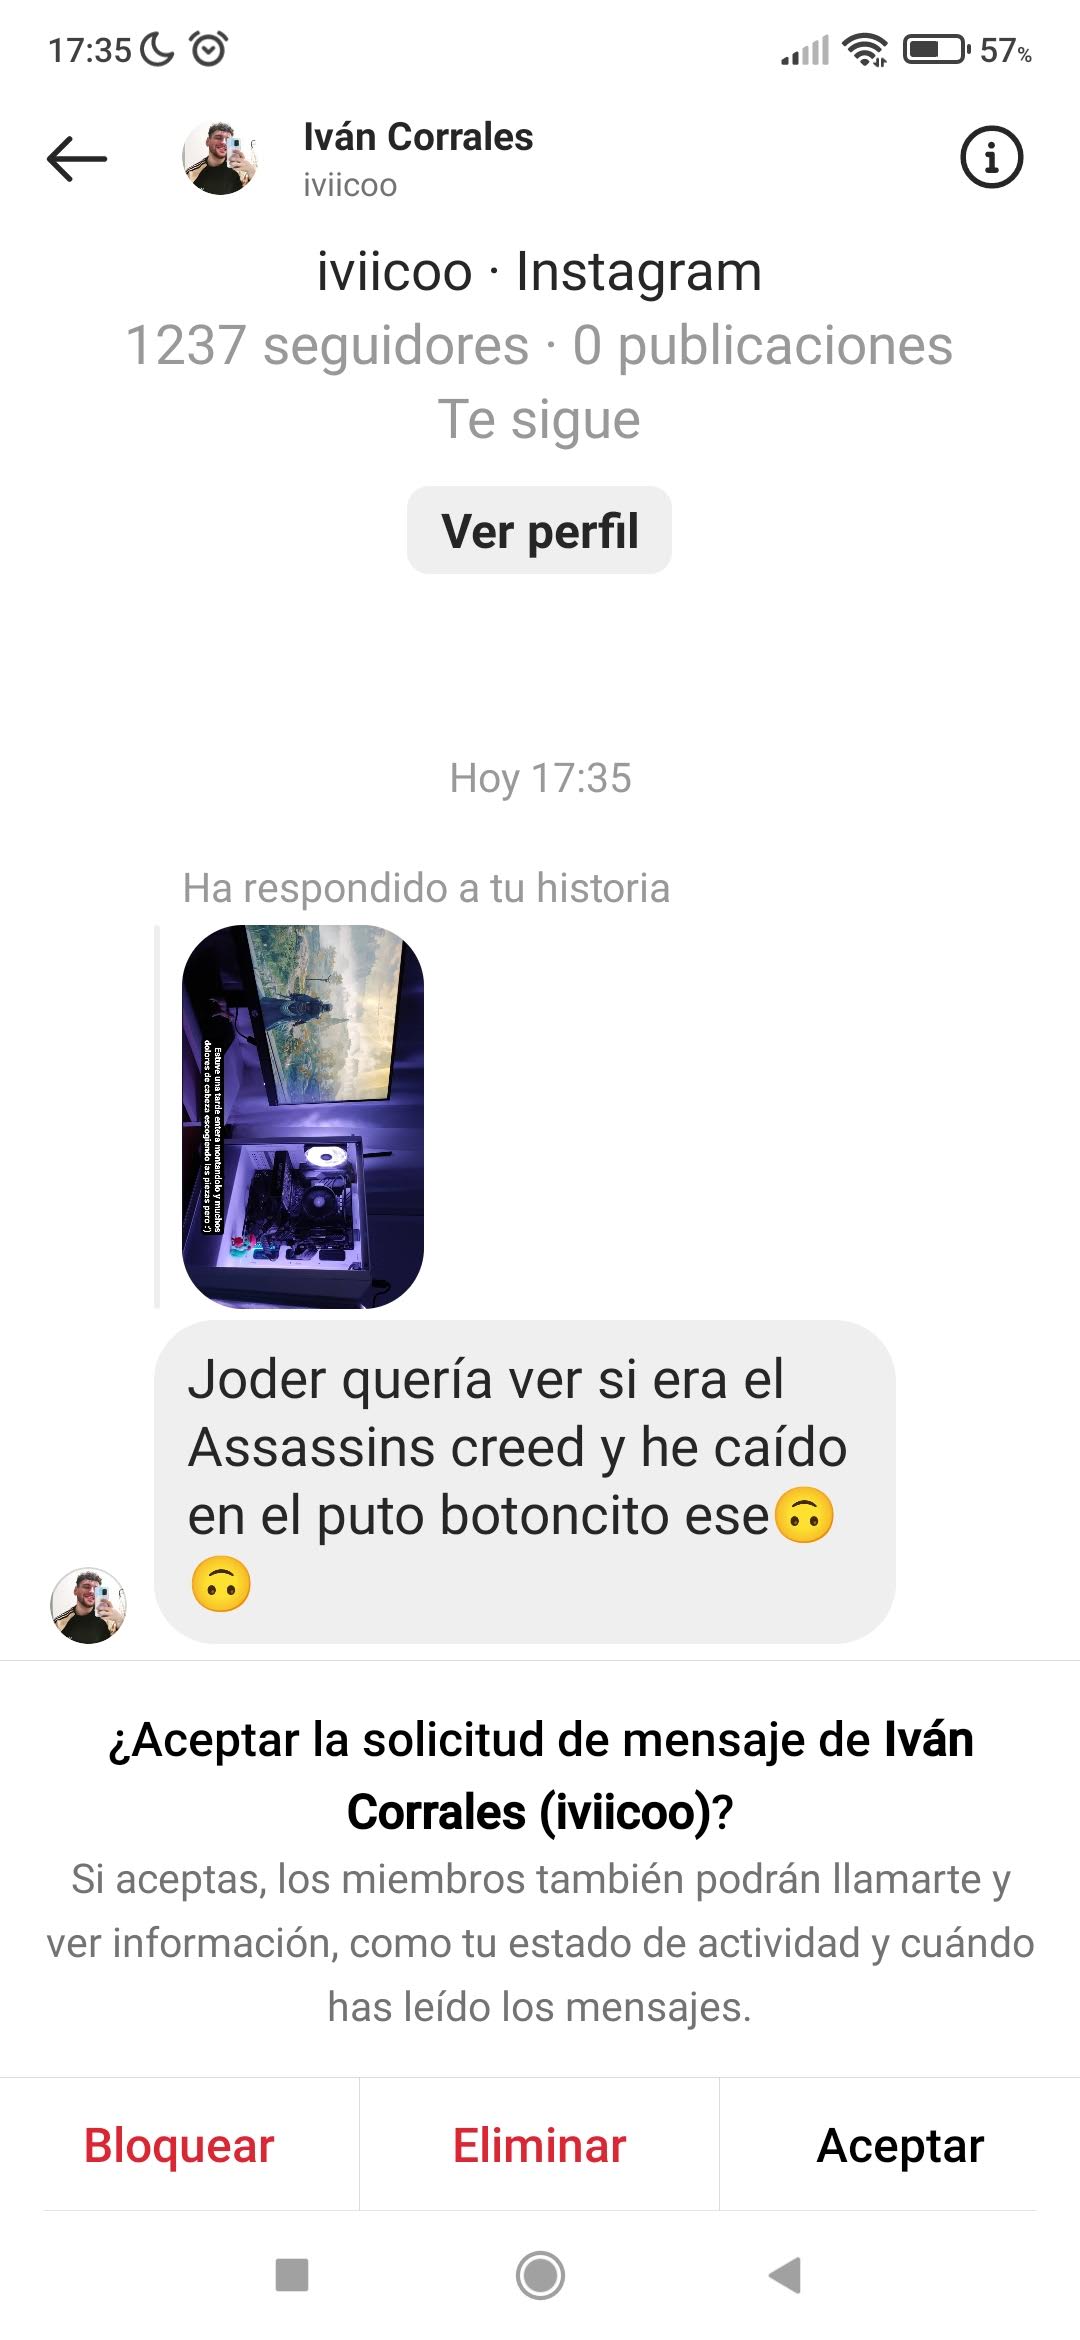 17:35
57%
Iván Corrales
iviicoo
iviicoo · Instagram
1237 seguidores · 0 publicaciones
Te sigue
Ver perfil
Hoy 17:35
Ha respondido a tu historia
Estuve una tarde entera montandolo y muchos
dolores de cabeza escogiendo las piezas pero :')
Joder quería ver si era el
Assassins creed y he caído
en el puto botoncito ese🙃
🙃
¿Aceptar la solicitud de mensaje de Iván
Corrales (iviicoo)?
Si aceptas, los miembros también podrán llamarte y
ver información, como tu estado de actividad y cuándo
has leído los mensajes.
Bloquear
Eliminar
Aceptar